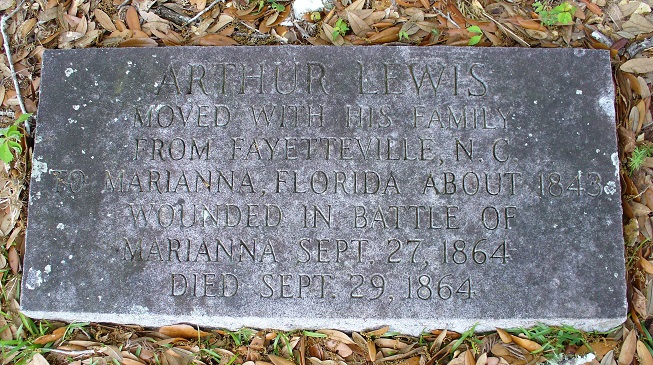 ARTHUR LEWIS
MOVED WITH HIS FAMILY
FROM FAYETTEVILLE, N. C
TO MARIANNA, FLORIDA ABOUT 1843
WOUNDED IN BATTLE OF
MARIANNA SEPT. 27, 1864
DIED SEPT. 29, 1864